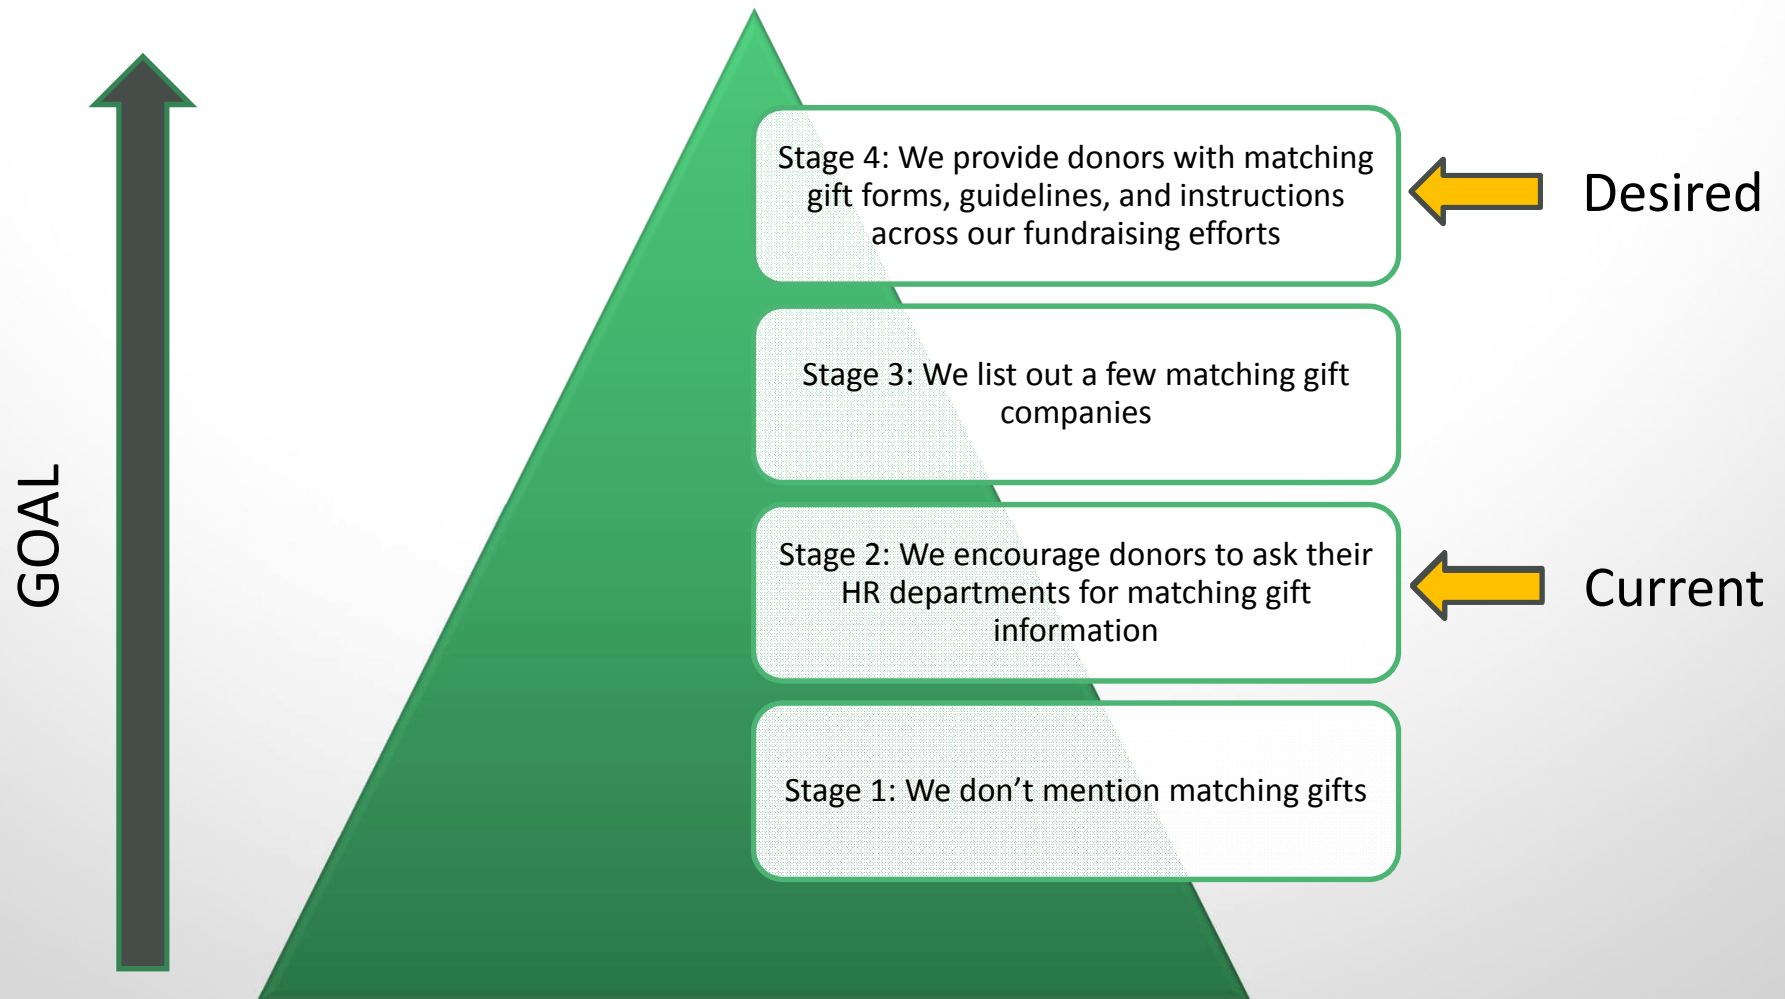 GOAL
Stage 4: We provide donors with matching
gift forms, guidelines, and instructions
across our fundraising efforts
Desired
Stage 3: We list out a few matching gift
companies
Stage 2: We encourage donors to ask their
HR departments for matching gift
information
Current
Stage 1: We don’t mention matching gifts